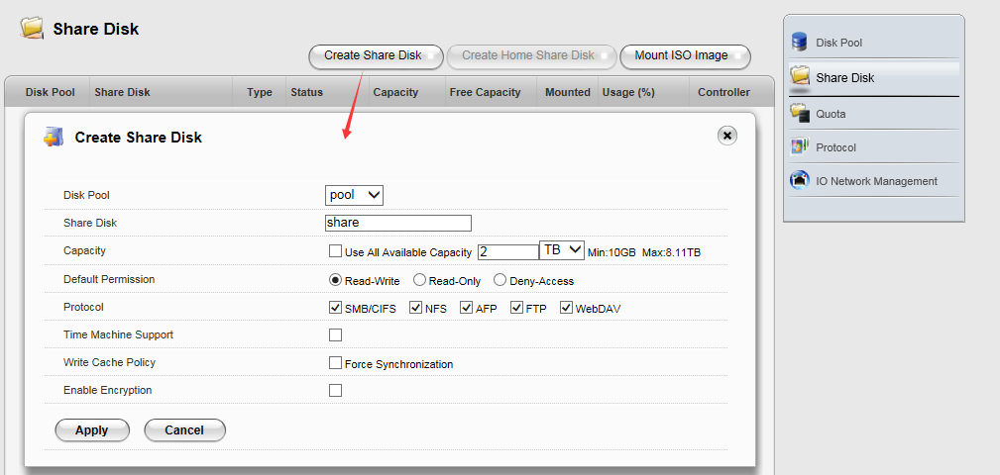 Share Disk
Create Share Disk Create Home Share Disk Mount ISO Image
Disk Pool Share Disk Type Status Capacity Free Capacity Mounted Usage (%) Controller
Create Share Disk
Disk Pool pool
Share Disk share
Capacity Use All Available Capacity 2 TB Min:10GB Max:8.11TB
Default Permission Read-Write Read-Only Deny-Access
Protocol SMB/CIFS NFS AFP FTP WebDAV
Time Machine Support
Write Cache Policy Force Synchronization
Enable Encryption
Apply Cancel
Disk Pool
Share Disk
Quota
Protocol
IO Network Management